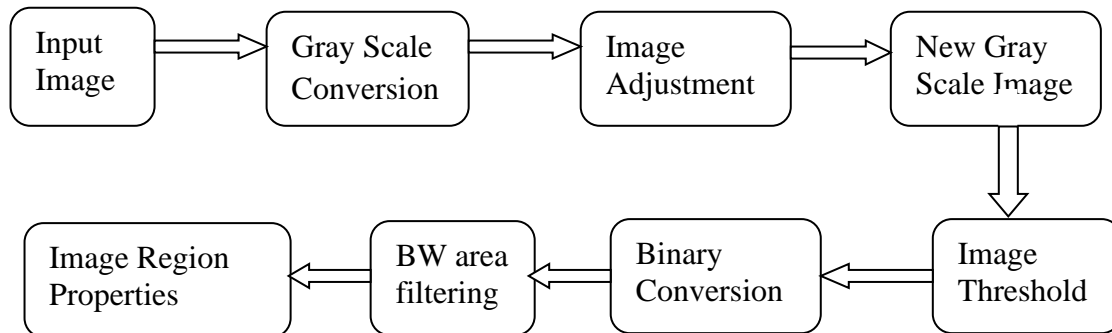 Input
Image
Gray Scale
Conversion
Image
Adjustment
New Gray
Scale Image
Image Region
Properties
BW area
filtering
Binary
Conversion
Image
Threshold